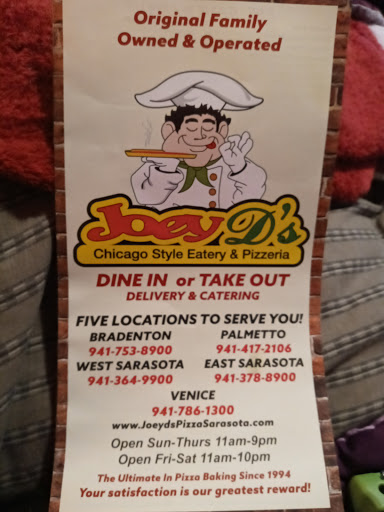 Original Family
Owned & Operated
Joey D's
Chicago Style Eatery & Pizzeria
DINE IN or TAKE OUT
DELIVERY & CATERING
FIVE LOCATIONS TO SERVE YOU!
BRADENTON PALMETTO
941-753-8900 941-417-2106
WEST SARASOTA EAST SARASOTA
941-364-9900 941-378-8900
VENICE
941-786-1300
www.JoeydsPizzaSarasota.com
Open Sun-Thurs 11am-9pm
Open Fri-Sat 11am-10pm
The Ultimate In Pizza Baking Since 1994
Your satisfaction is our greatest reward!